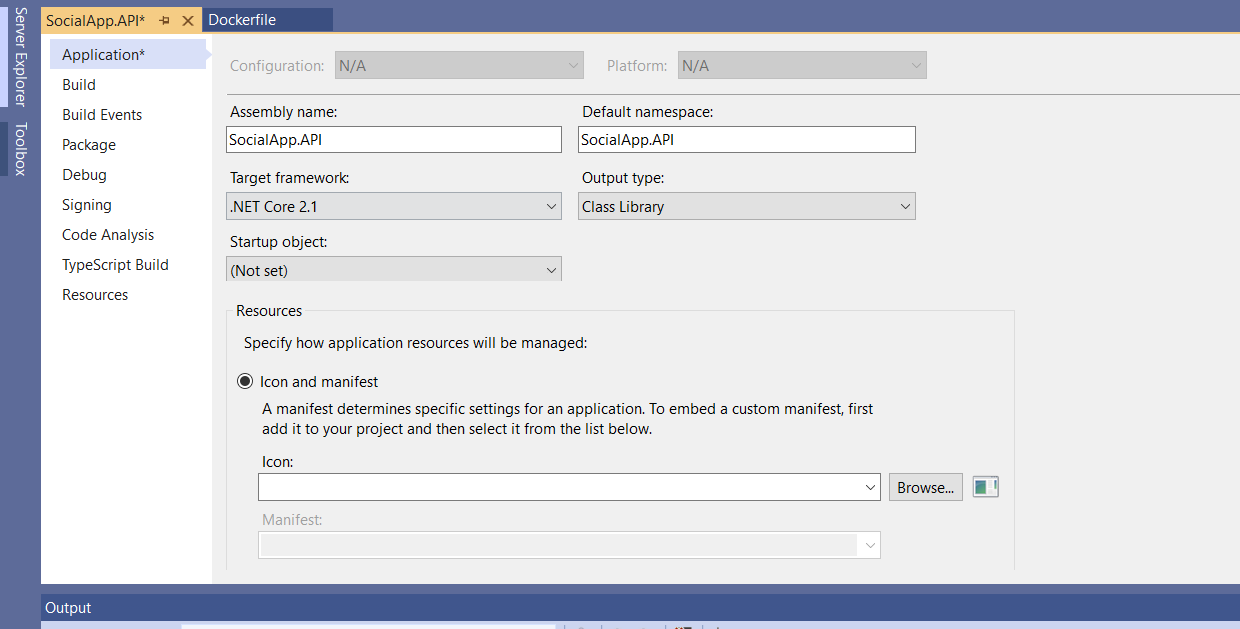 Server Explorer
Toolbox
SocialApp.API*
Dockerfile
Application*
Build
Build Events
Package
Debug
Signing
Code Analysis
TypeScript Build
Resources
Configuration: N/A Platform: N/A
Assembly name: Default namespace:
SocialApp.API SocialApp.API
Target framework: Output type:
.NET Core 2.1 Class Library
Startup object:
(Not set)
Resources
Specify how application resources will be managed:
Icon and manifest
A manifest determines specific settings for an application. To embed a custom manifest, first
add it to your project and then select it from the list below.
Icon:
Browse...
Manifest:
Output